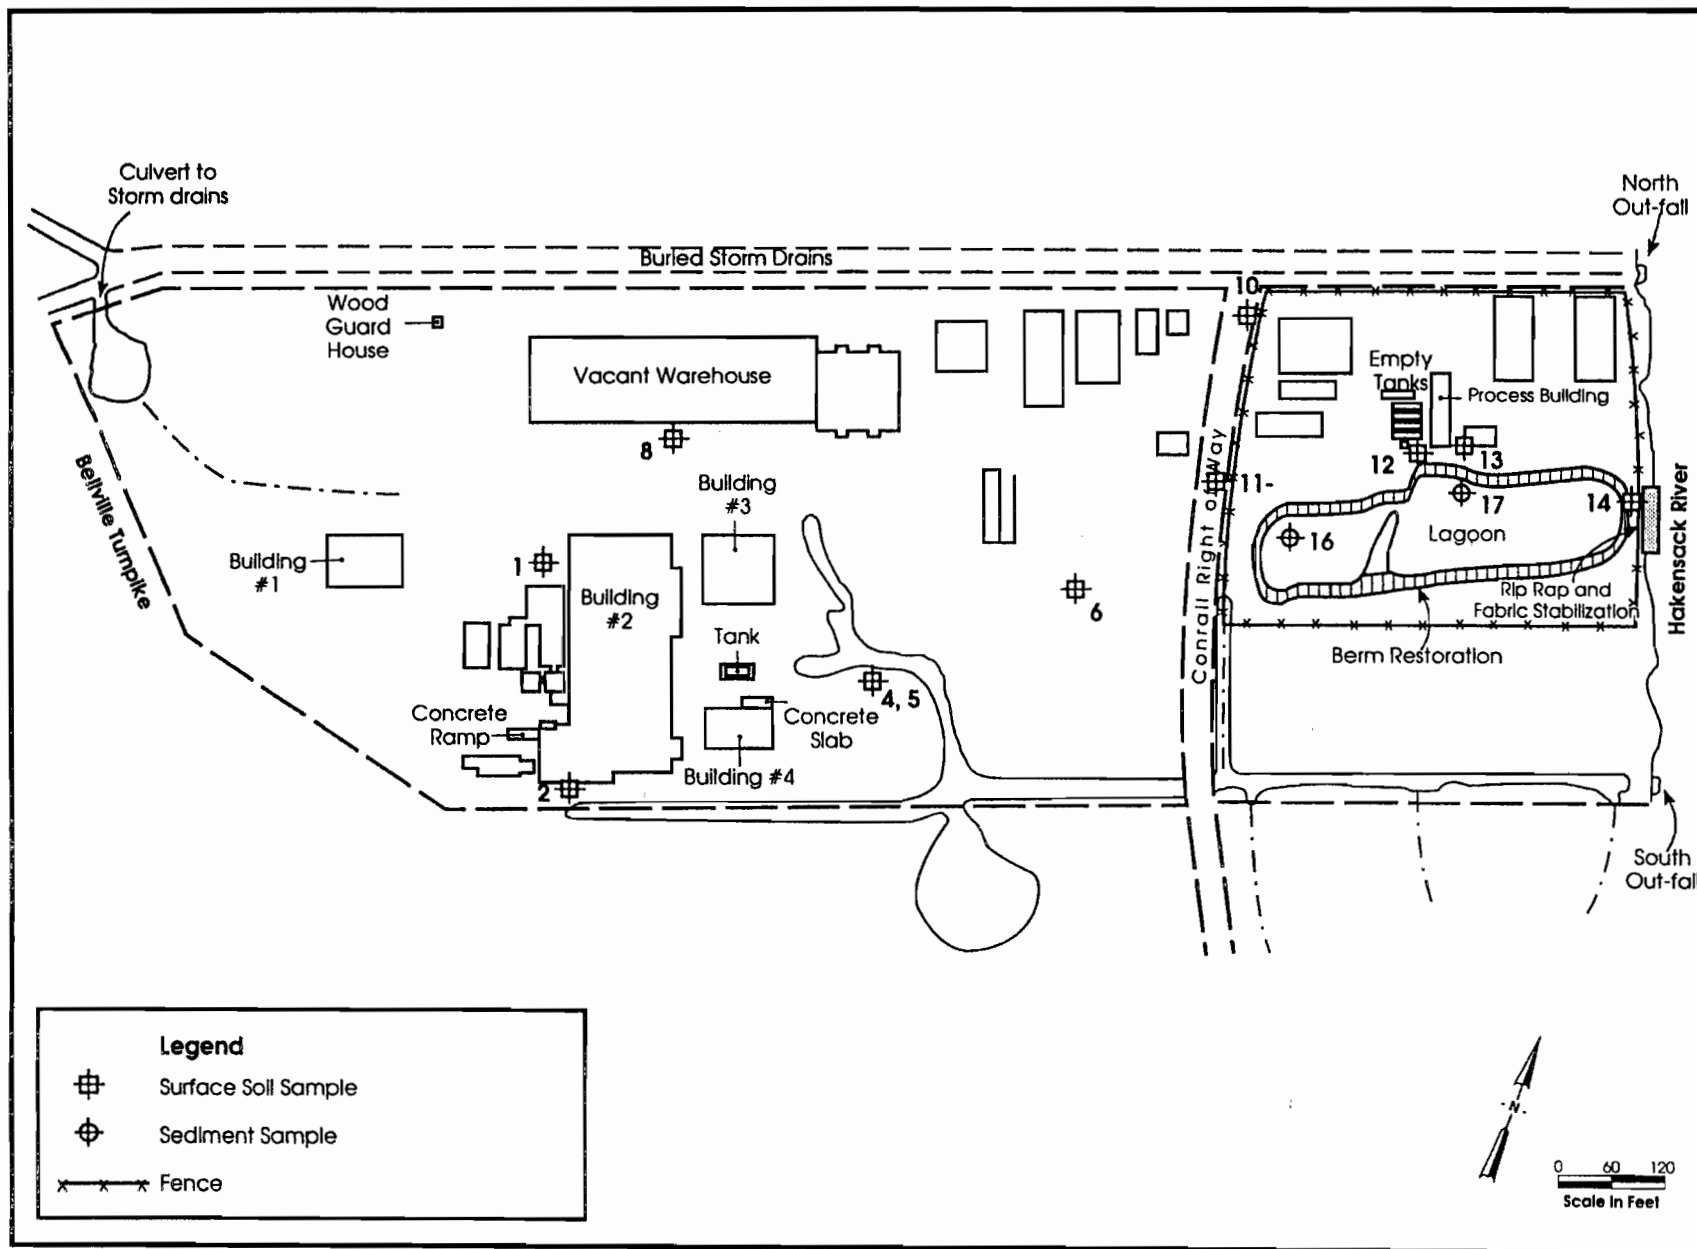 Culvert to
Storm drains
North
Out-fall
Buried Storm Drains
Wood
Guard
House
10
Vacant Warehouse
Empty
Tanks
Process Building
8
12
13
Bellville Turnpike
Building
#3
Conrail Right of Way
11-
17
14
Lagoon
16
Building
#1
1
Building
#2
6
Rip Rap and
Fabric Stabilization
Hakensack River
Tank
Berm Restoration
4, 5
Concrete
Ramp
Concrete
Slab
Building #4
2
South
Out-fall
Legend
Surface Soil Sample
Sediment Sample
Fence
-N-
0 60 120
Scale In Feet